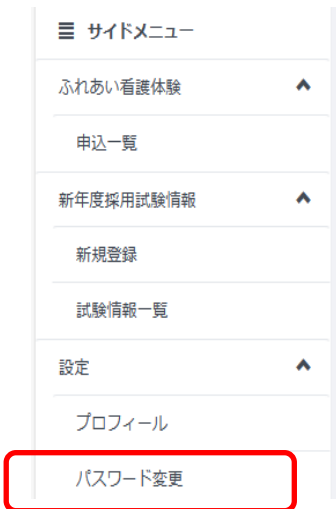 サイドメニュー
ふれあい看護体験
申込一覧
新年度採用試験情報
新規登録
試験情報一覧
設定
プロフィール
パスワード変更